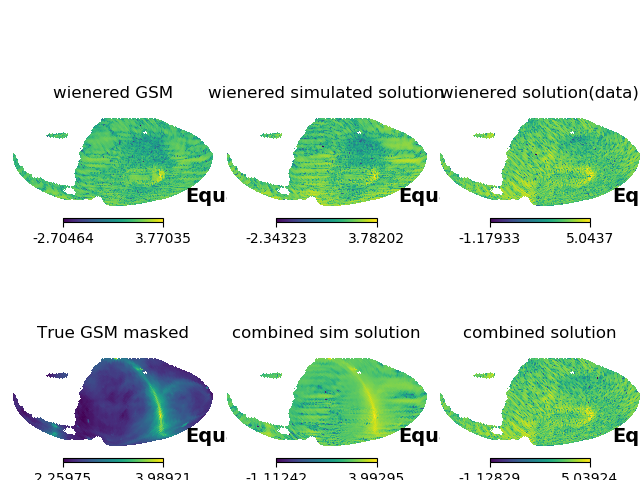 wienered GSM wienered simulated solution wienered solution(data)
Equ Equ Eq
-2.70464 3.77035 -2.34323 3.78202 -1.17933 5.0437
True GSM masked combined sim solution combined solution
Equ Equ Eq
2.25975 3.98921 -1.11242 3.99295 -1.12829 5.03924